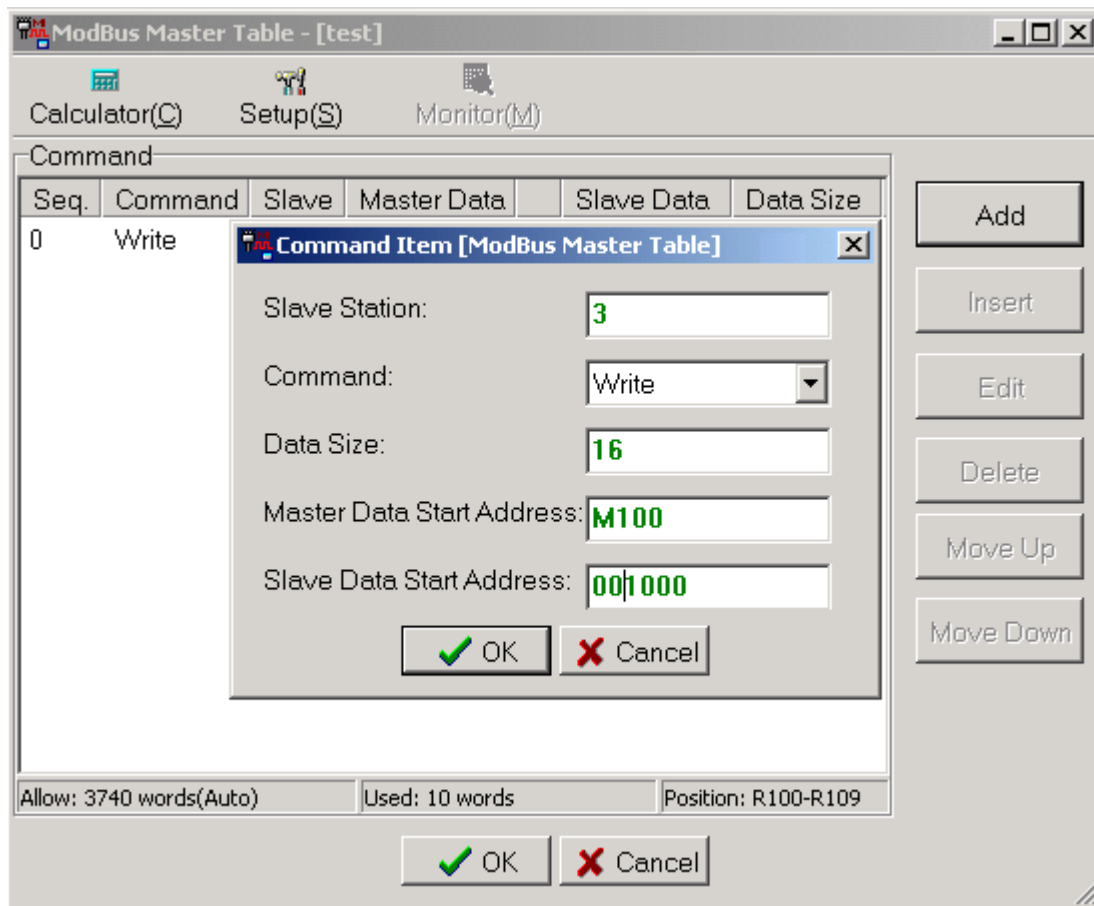 ModBus Master Table - [test]
Calculator(C) Setup(S) Monitor(M)
Command
Seq. Command Slave Master Data Slave Data Data Size
0 Write
Command Item [ModBus Master Table]
Slave Station: 3
Command: Write
Data Size: 16
Master Data Start Address: M100
Slave Data Start Address: 001000
OK Cancel
Add
Insert
Edit
Delete
Move Up
Move Down
Allow: 3740 words(Auto) Used: 10 words Position: R100-R109
OK Cancel